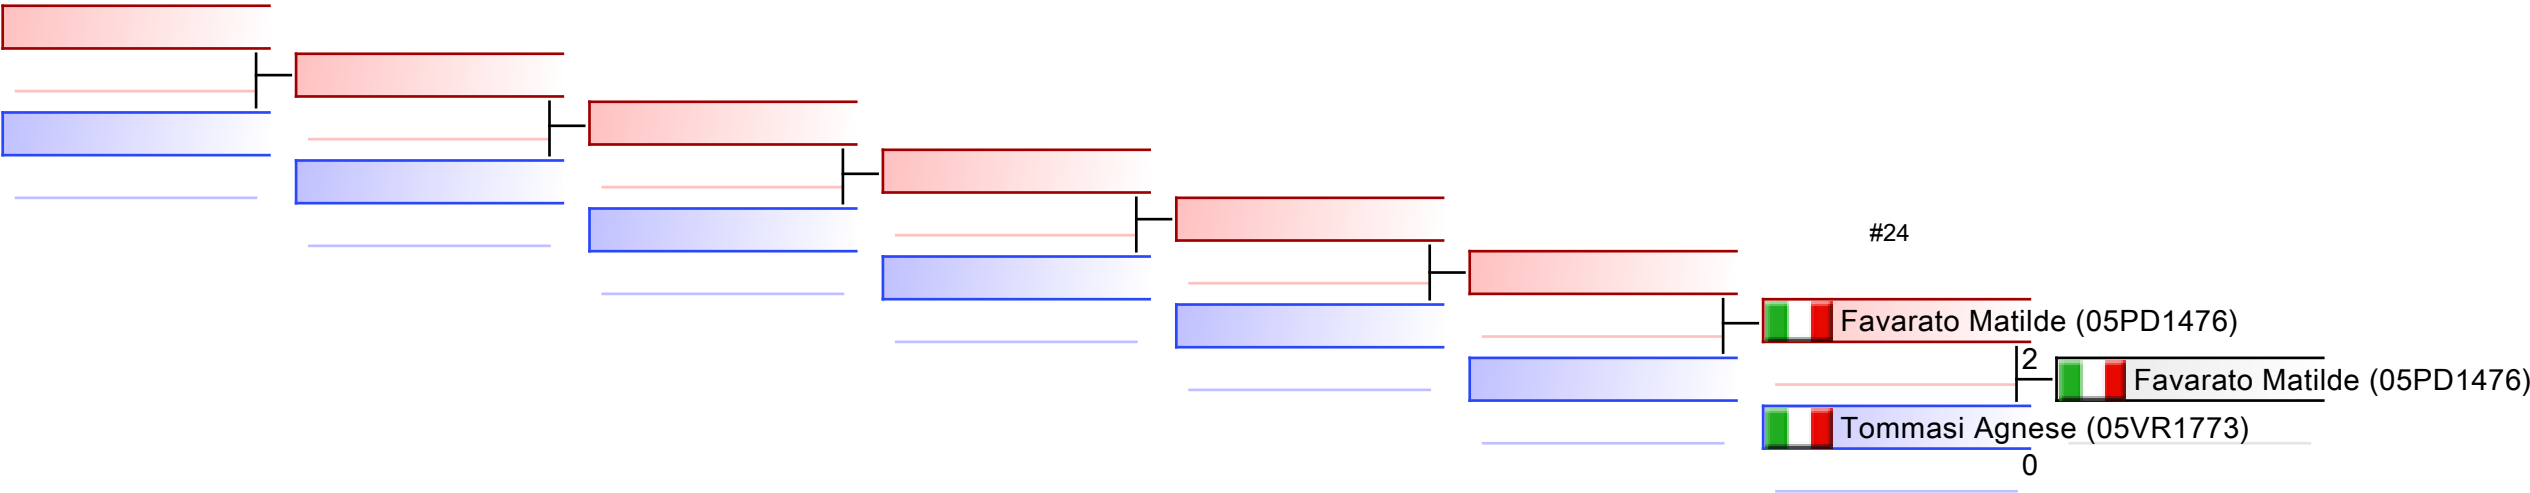 #24
Favarato Matilde (05PD1476)
2
Favarato Matilde (05PD1476)
Tommasi Agnese (05VR1773)
0